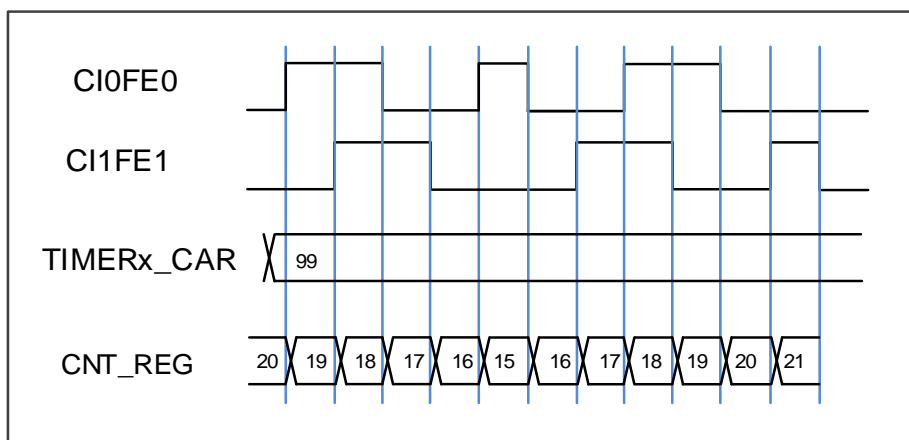 CI0FE0
CI1FE1
TIMERx_CAR 99
CNT_REG 20 19 18 17 16 15 16 17 18 19 20 21